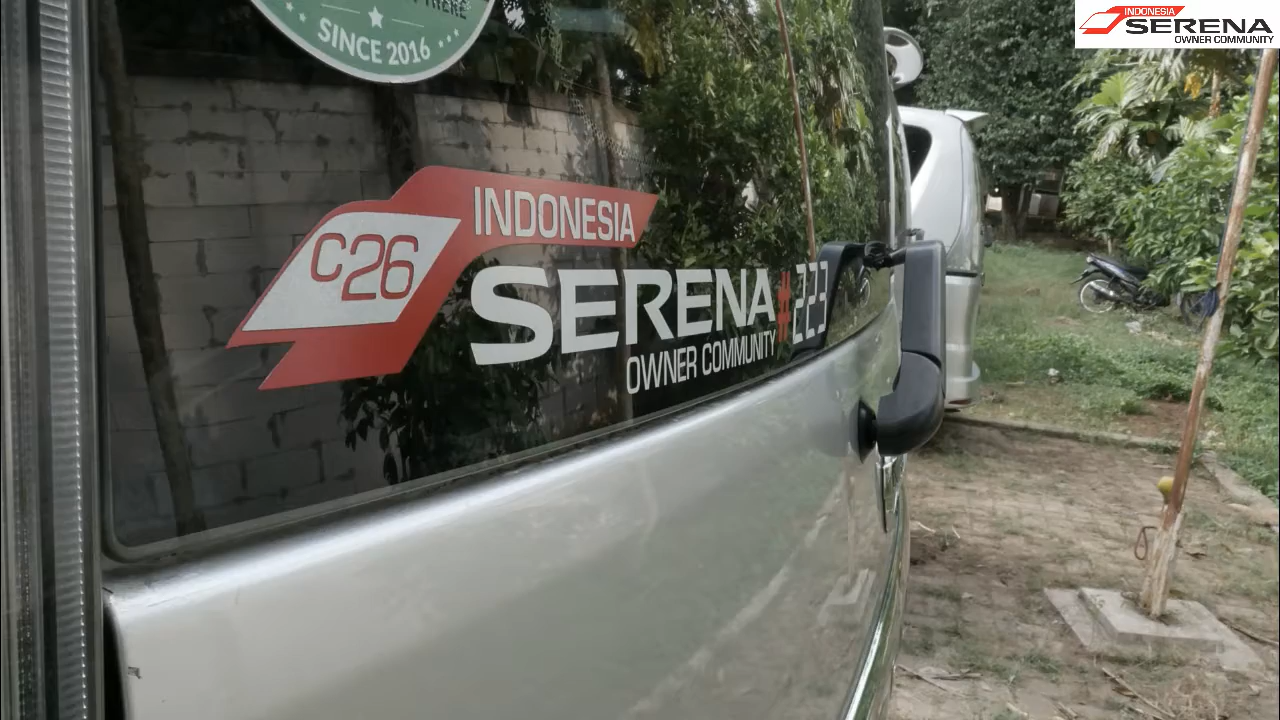 SINCE 2016
INDONESIA
C26
SERENA #223
OWNER COMMUNITY
INDONESIA
SERENA
OWNER COMMUNITY